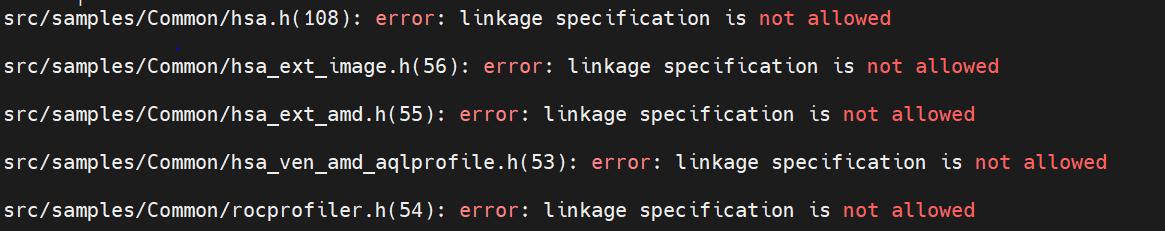 src/samples/Common/hsa.h(108): error: linkage specification is not allowed
src/samples/Common/hsa_ext_image.h(56): error: linkage specification is not allowed
src/samples/Common/hsa_ext_amd.h(55): error: linkage specification is not allowed
src/samples/Common/hsa_ven_amd_aqlprofile.h(53): error: linkage specification is not allowed
src/samples/Common/rocprofiler.h(54): error: linkage specification is not allowed